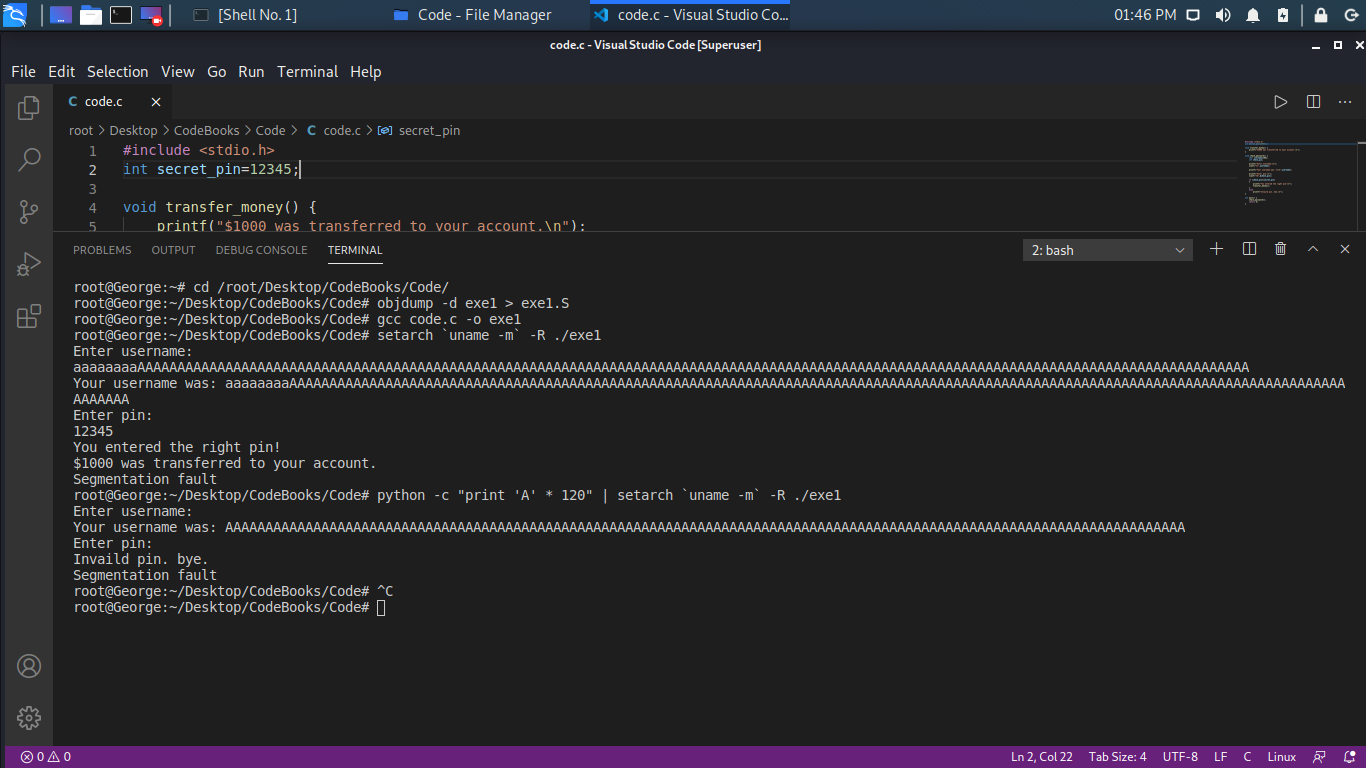 [Shell No. 1]
Code - File Manager
code.c - Visual Studio Co...
01:46 PM
code.c - Visual Studio Code [Superuser]
File Edit Selection View Go Run Terminal Help
C code.c
root > Desktop > CodeBooks > Code > C code.c > secret_pin
1 #include <stdio.h>
2 int secret_pin=12345;
3
4 void transfer_money() {
5 printf("$1000 was transferred to your account.\n");
PROBLEMS OUTPUT DEBUG CONSOLE TERMINAL
2: bash
root@George:~# cd /root/Desktop/CodeBooks/Code/
root@George:~/Desktop/CodeBooks/Code# objdump -d exe1 > exe1.S
root@George:~/Desktop/CodeBooks/Code# gcc code.c -o exe1
root@George:~/Desktop/CodeBooks/Code# setarch `uname -m` -R ./exe1
Enter username:
aaaaaaaaAAAAAAAAAAAAAAAAAAAAAAAAAAAAAAAAAAAAAAAAAAAAAAAAAAAAAAAAAAAAAAAAAAAAAAAAAAAAAAAAAAAAAAAAAAAAAAAAAAAAAAAAAAAAAAAAAAAAAAAAAAAAAAAAAAAAAAAAAAA
Your username was: aaaaaaaaAAAAAAAAAAAAAAAAAAAAAAAAAAAAAAAAAAAAAAAAAAAAAAAAAAAAAAAAAAAAAAAAAAAAAAAAAAAAAAAAAAAAAAAAAAAAAAAAAAAAAAAAAAAAAAAAAAAAAAAAAAAAAAAAAAAAAAAA
AAAAAAA
Enter pin:
12345
You entered the right pin!
$1000 was transferred to your account.
Segmentation fault
root@George:~/Desktop/CodeBooks/Code# python -c "print 'A' * 120" | setarch `uname -m` -R ./exe1
Enter username:
Your username was: AAAAAAAAAAAAAAAAAAAAAAAAAAAAAAAAAAAAAAAAAAAAAAAAAAAAAAAAAAAAAAAAAAAAAAAAAAAAAAAAAAAAAAAAAAAAAAAAAAAAAAAAAAAAAAAAAAAAAAAA
Enter pin:
Invaild pin. bye.
Segmentation fault
root@George:~/Desktop/CodeBooks/Code# ^C
root@George:~/Desktop/CodeBooks/Code#
0 0
Ln 2, Col 22 Tab Size: 4 UTF-8 LF C Linux